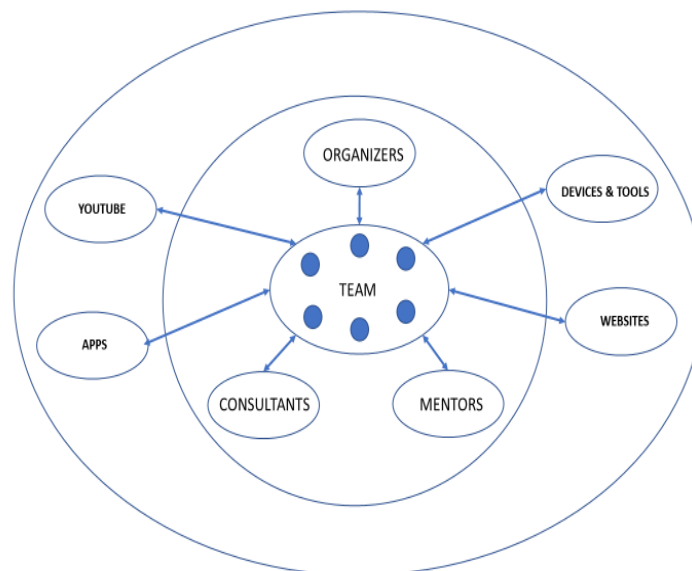 ORGANIZERS
YOUTUBE
DEVICES & TOOLS
TEAM
APPS
WEBSITES
CONSULTANTS
MENTORS